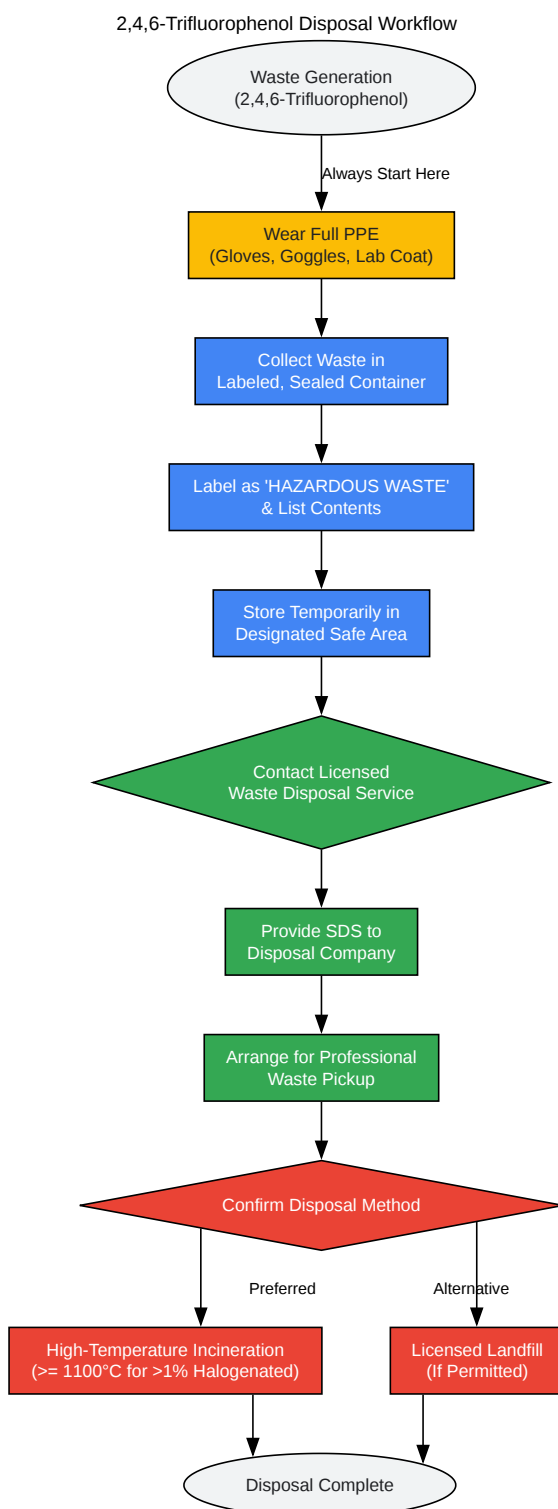 2,4,6-Trifluorophenol Disposal Workflow
Waste Generation
(2,4,6-Trifluorophenol)
Always Start Here
Wear Full PPE
(Gloves, Goggles, Lab Coat)
Collect Waste in
Labeled, Sealed Container
Label as 'HAZARDOUS WASTE'
& List Contents
Store Temporarily in
Designated Safe Area
Contact Licensed
Waste Disposal Service
Provide SDS to
Disposal Company
Arrange for Professional
Waste Pickup
Confirm Disposal Method
Preferred
Alternative
High-Temperature Incineration
(>= 1100°C for >1% Halogenated)
Licensed Landfill
(If Permitted)
Disposal Complete